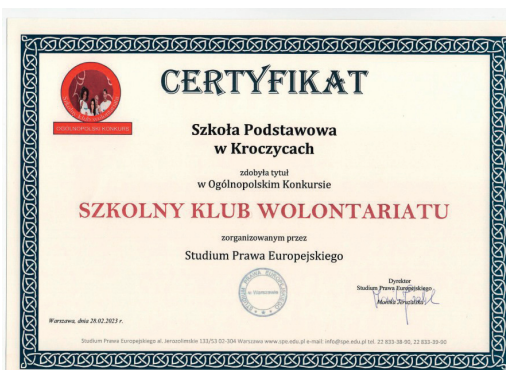 CERTYFIKAT
OGÓLNOPOLSKI KONKURS
Szkoła Podstawowa
w Kroczycach
zdobyła tytuł
w Ogólnopolskim Konkursie
SZKOLNY KLUB WOLONTARIATU
zorganizowanym przez
Studium Prawa Europejskiego
Dyrektor
Studium Prawa Europejskiego
w Warszawie
Warszawa, dnia 28.02.2023 r.
Studium Prawa Europejskiego al. Jerozolimskie 133/53 02-304 Warszawa www.spe.edu.pl e-mail: info@spe.edu.pl tel. 22 833-38-90, 22 833-39-90